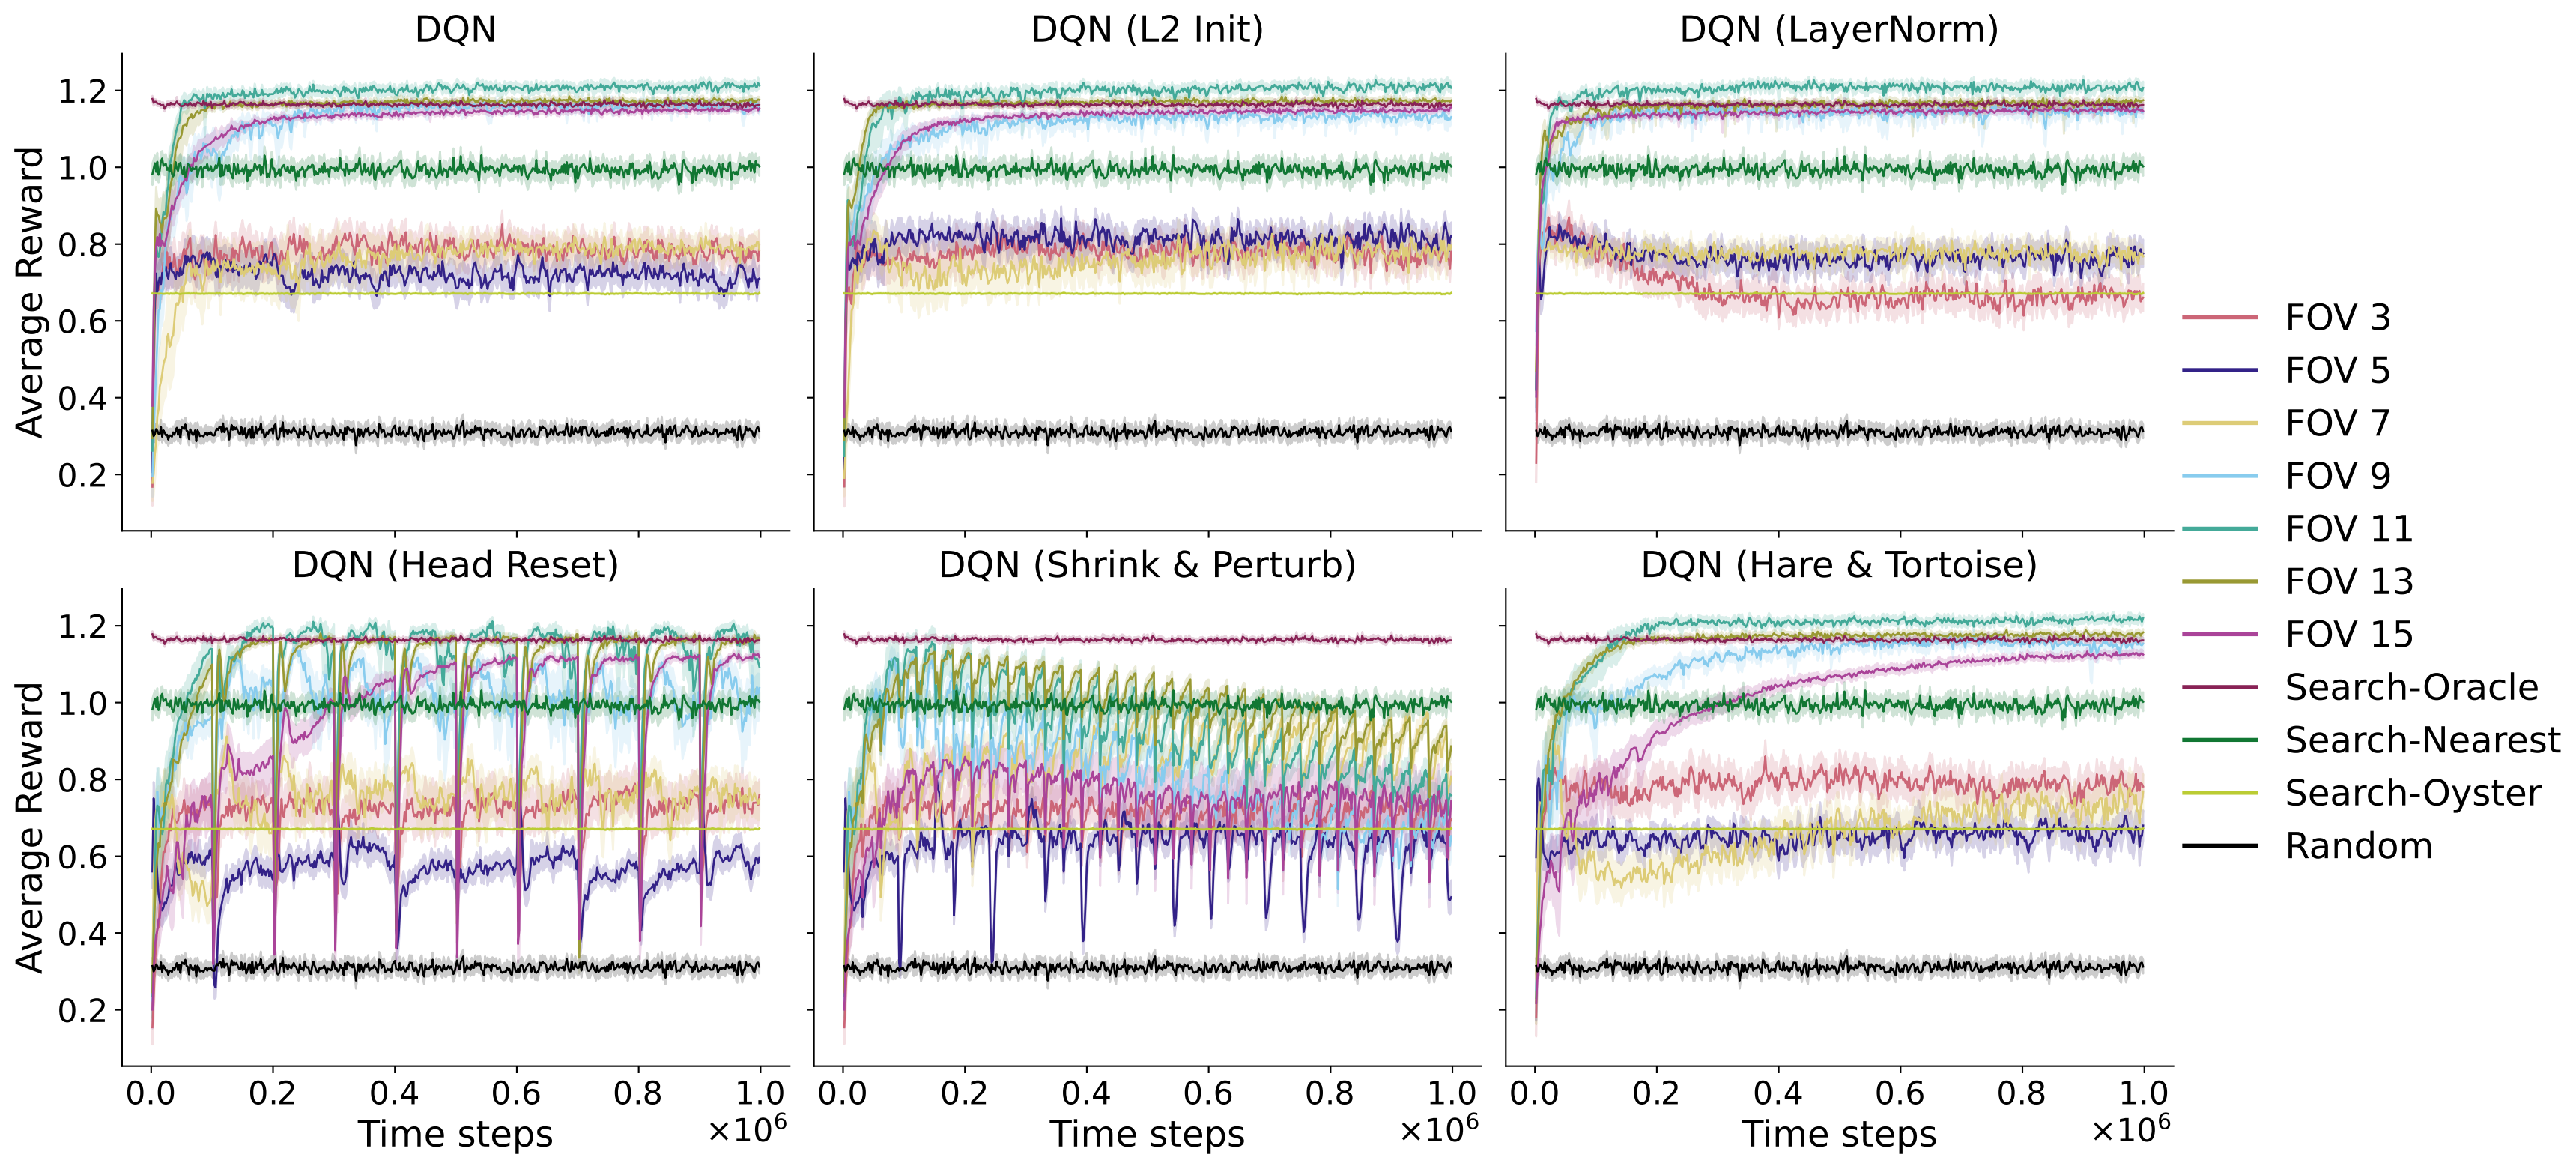 DQN
DQN (L2 Init)
DQN (LayerNorm)
Average Reward
1.2
1.0
0.8
0.6
0.4
0.2
DQN (Head Reset)
DQN (Shrink & Perturb)
DQN (Hare & Tortoise)
Average Reward
1.2
1.0
0.8
0.6
0.4
0.2
0.0 0.2 0.4 0.6 0.8 1.0
0.0 0.2 0.4 0.6 0.8 1.0
0.0 0.2 0.4 0.6 0.8 1.0
Time steps ×10⁶
Time steps ×10⁶
Time steps ×10⁶
FOV 3
FOV 5
FOV 7
FOV 9
FOV 11
FOV 13
FOV 15
Search-Oracle
Search-Nearest
Search-Oyster
Random